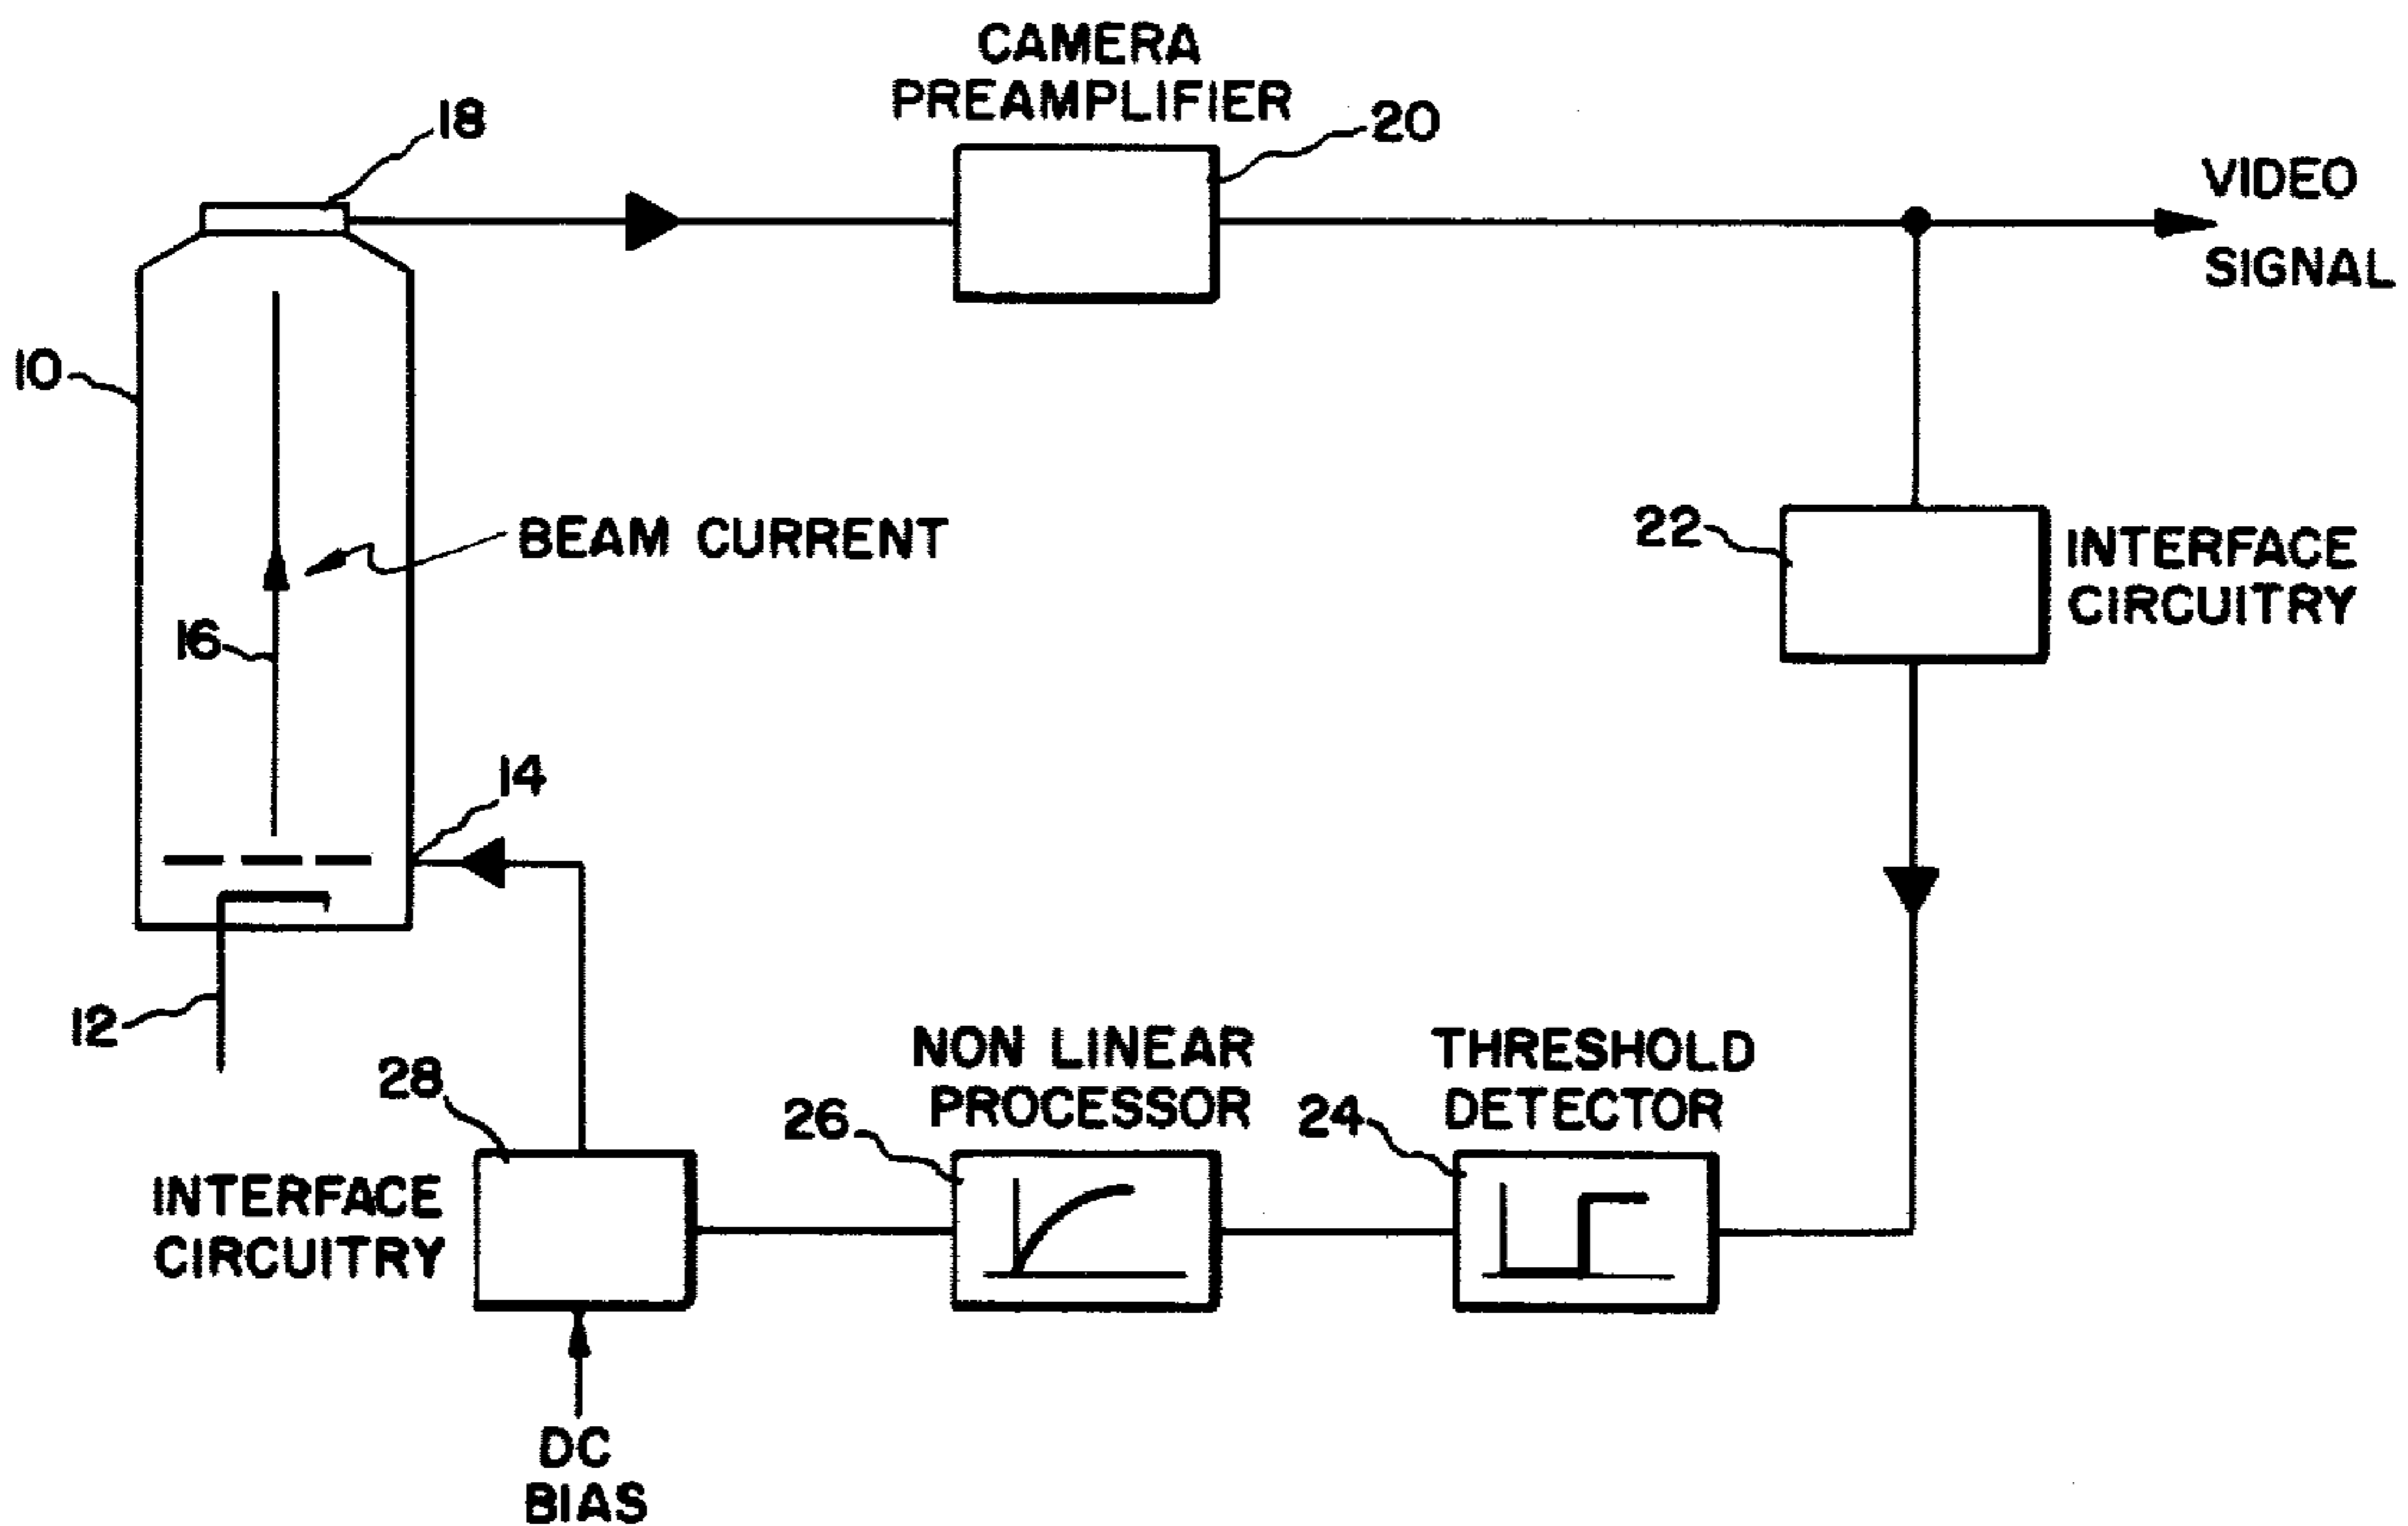 CAMERA
PREAMPLIFIER
18
20
VIDEO
SIGNAL
10
BEAM CURRENT
22
INTERFACE
CIRCUITRY
16
14
12
28
INTERFACE
CIRCUITRY
NON LINEAR
PROCESSOR
26
THRESHOLD
DETECTOR
24
DC
BIAS